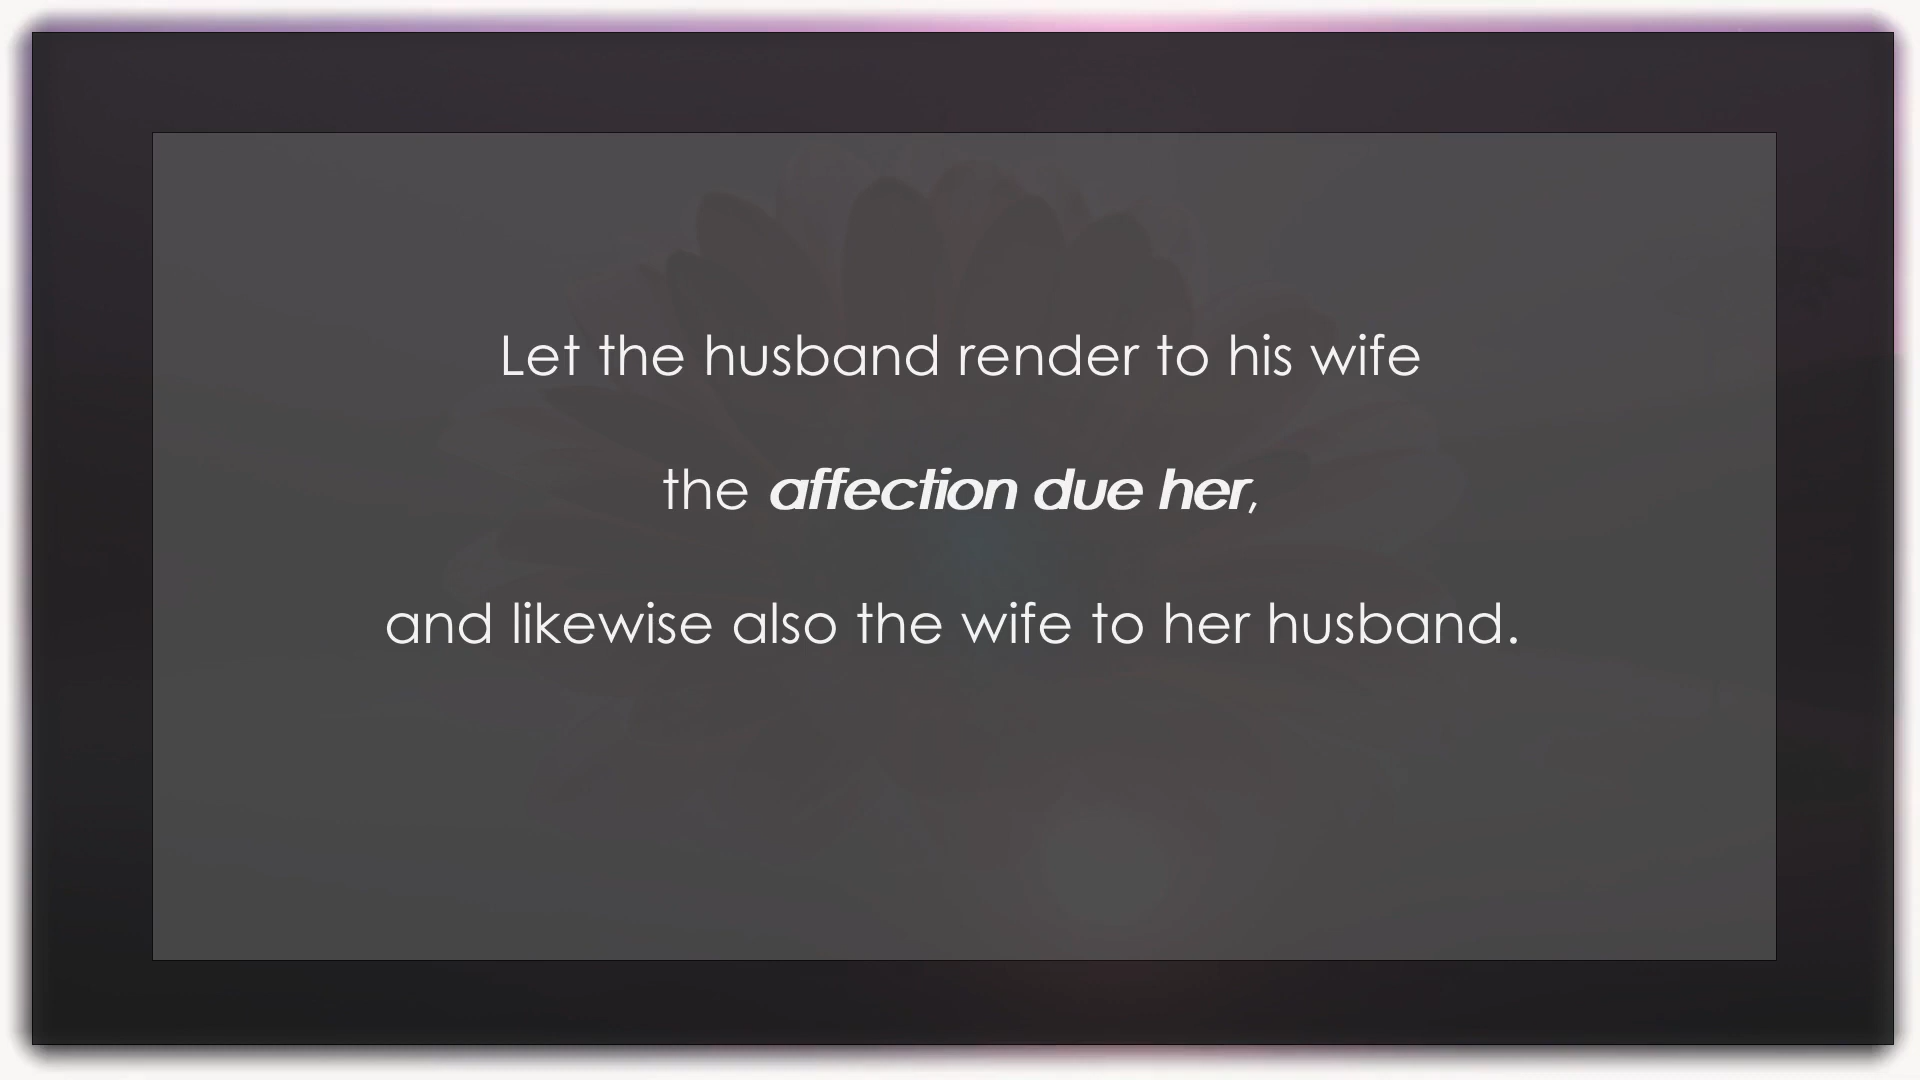 Let the husband render to his wife
the affection due her,
and likewise also the wife to her husband.